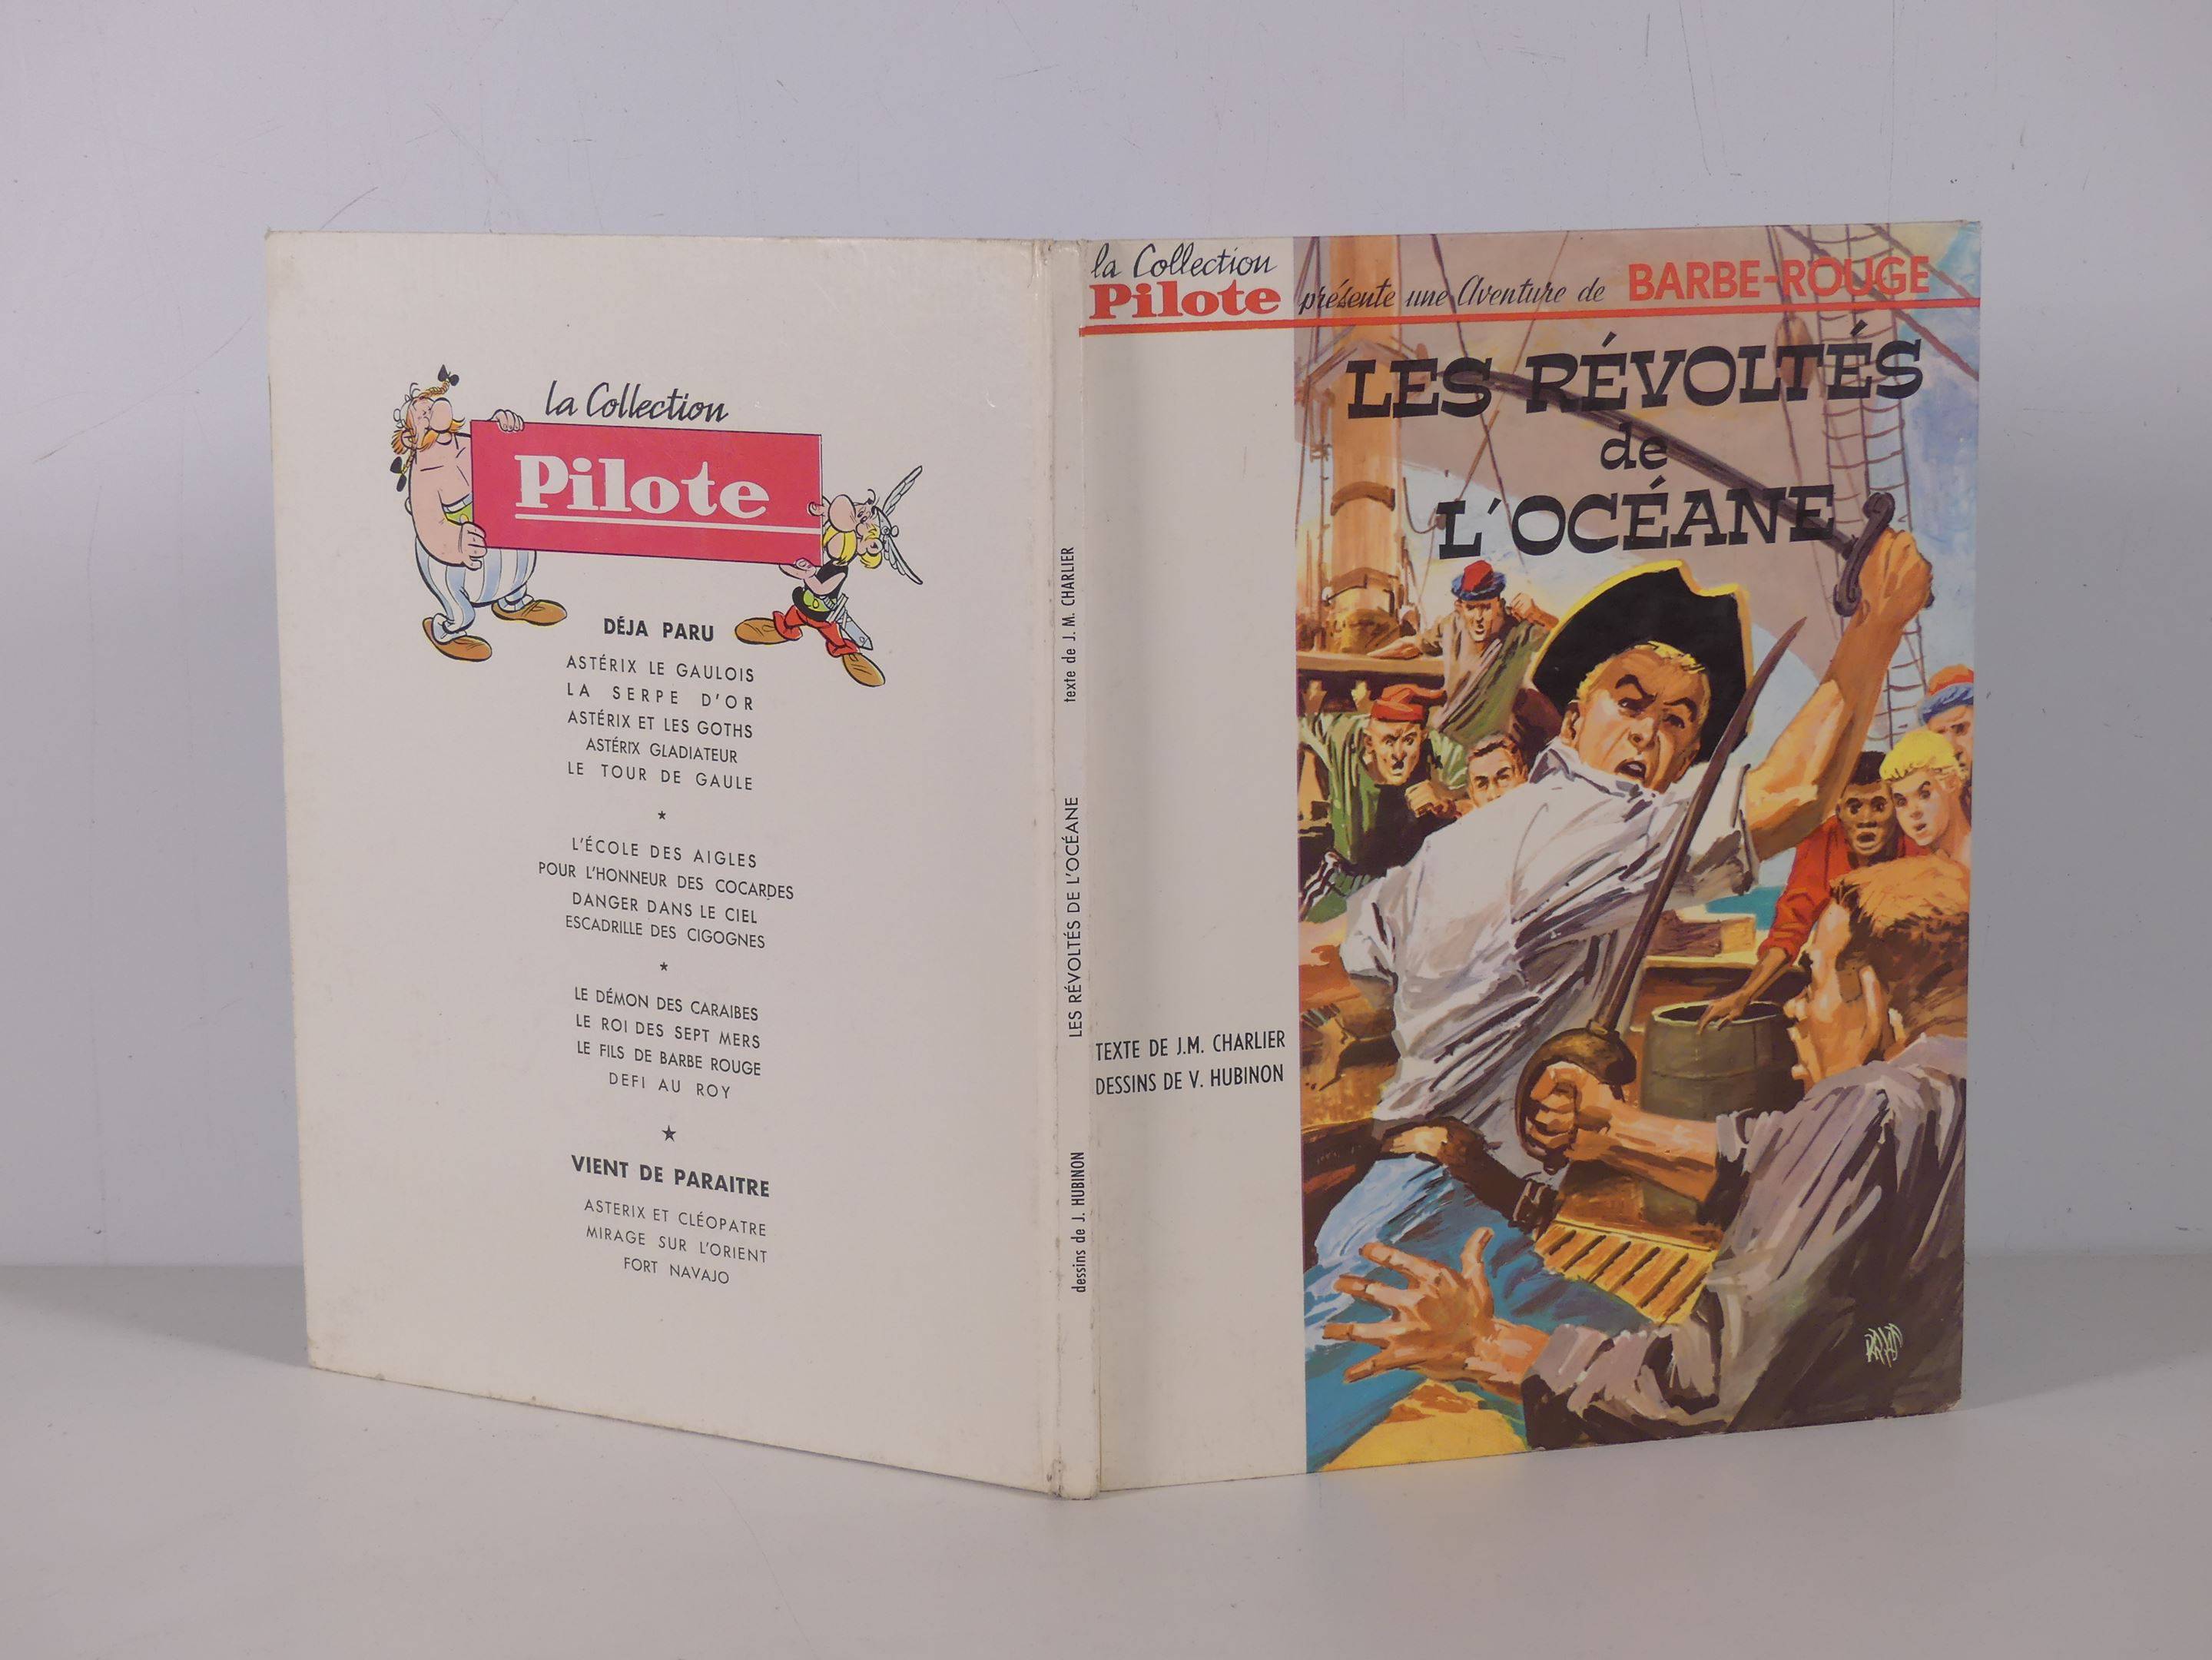 la Collection
Pilote
DÉJA PARU
ASTÉRIX LE GAULOIS
LA SERPE D'OR
ASTÉRIX ET LES GOTHS
ASTÉRIX GLADIATEUR
LE TOUR DE GAULE
★
L'ÉCOLE DES AIGLES
POUR L'HONNEUR DES COCARDES
DANGER DANS LE CIEL
ESCADRILLE DES CIGOGNES
★
LE DÉMON DES CARAIBES
LE ROI DES SEPT MERS
LE FILS DE BARBE ROUGE
DEFI AU ROY
★
VIENT DE PARAITRE
ASTERIX ET CLÉOPATRE
MIRAGE SUR L'ORIENT
FORT NAVAJO
dessins de J. HUBINON
LES RÉVOLTÉS DE L'OCÉANE
texte de J. M. CHARLIER
la Collection
Pilote présente une Aventure de BARBE-ROUGE
LES RÉVOLTÉS
de
L'OCÉANE
TEXTE DE J.M. CHARLIER
DESSINS DE V. HUBINON